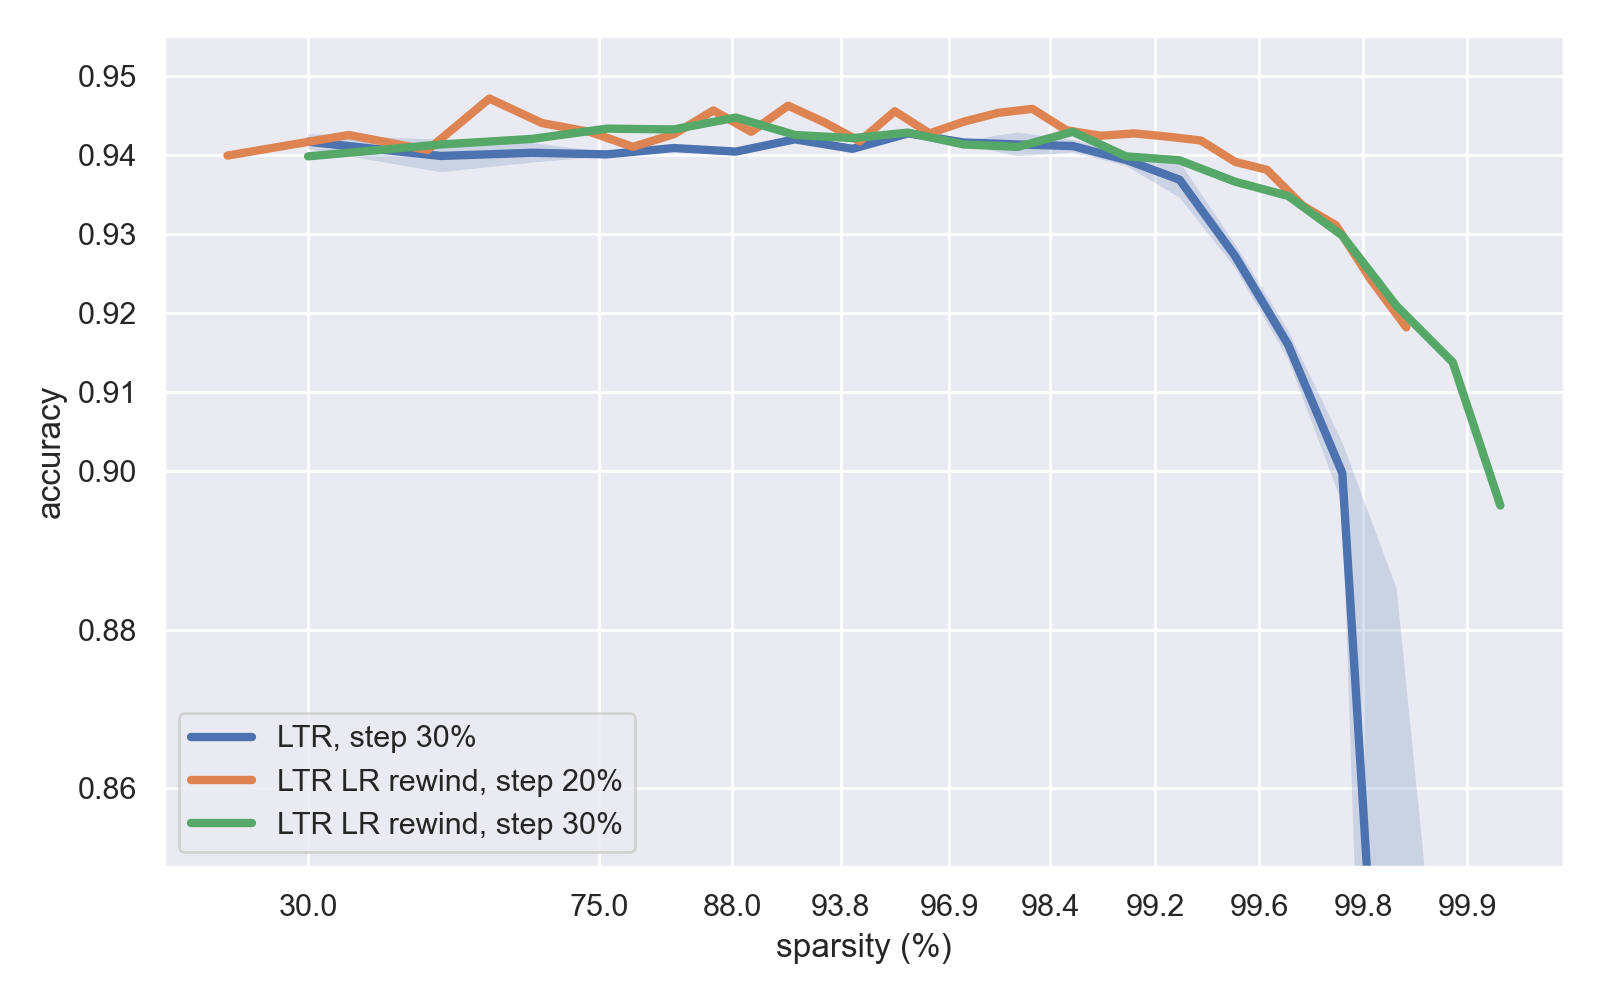 0.95
0.94
0.93
0.92
0.91
0.90
0.88
0.86
accuracy
LTR, step 30%
LTR LR rewind, step 20%
LTR LR rewind, step 30%
30.0 75.0 88.0 93.8 96.9 98.4 99.2 99.6 99.8 99.9
sparsity (%)